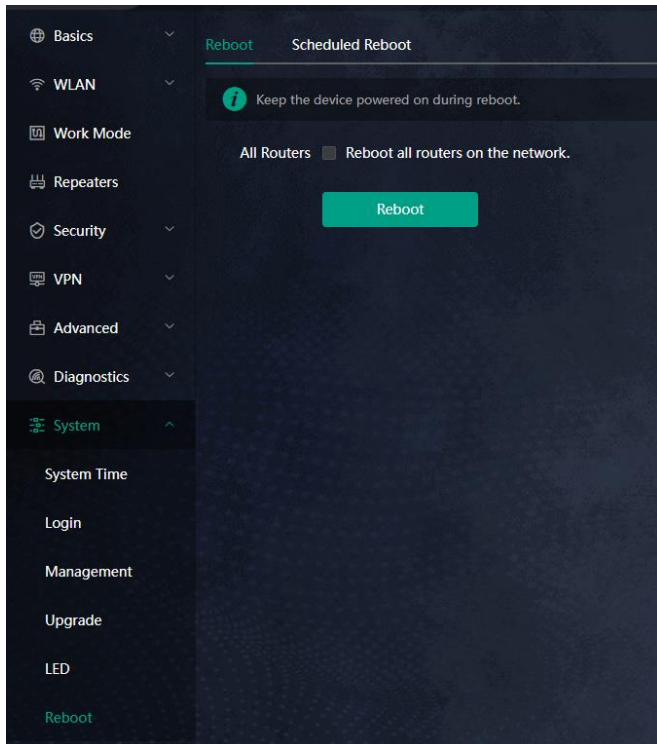 Basics
WLAN
Work Mode
Repeaters
Security
VPN
Advanced
Diagnostics
System
System Time
Login
Management
Upgrade
LED
Reboot
Reboot Scheduled Reboot
Keep the device powered on during reboot.
All Routers Reboot all routers on the network.
Reboot